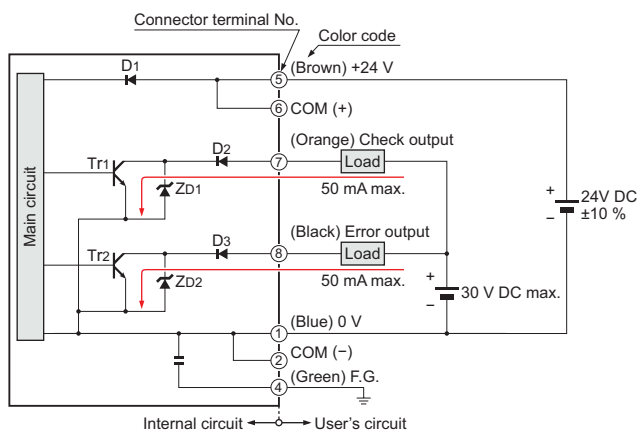 Connector terminal No.
Color code
D1
5
(Brown) +24 V
6
COM (+)
D2
7
(Orange) Check output
Load
Tr1
ZD1
50 mA max.
Main circuit
24V DC
±10 %
+
−
D3
8
(Black) Error output
Load
Tr2
ZD2
50 mA max.
+
−
30 V DC max.
1
(Blue) 0 V
2
COM (−)
4
(Green) F.G.
Internal circuit
User's circuit